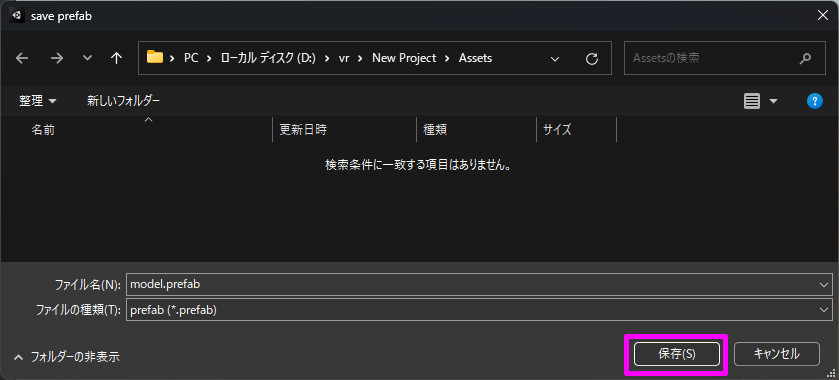 save prefab
PC > ローカル ディスク (D:) > vr > New Project > Assets
Assetsの検索
整理 新しいフォルダー
名前 更新日時 種類 サイズ
検索条件に一致する項目はありません。
ファイル名(N): model.prefab
ファイルの種類(T): prefab (*.prefab)
フォルダーの非表示 保存(S) キャンセル